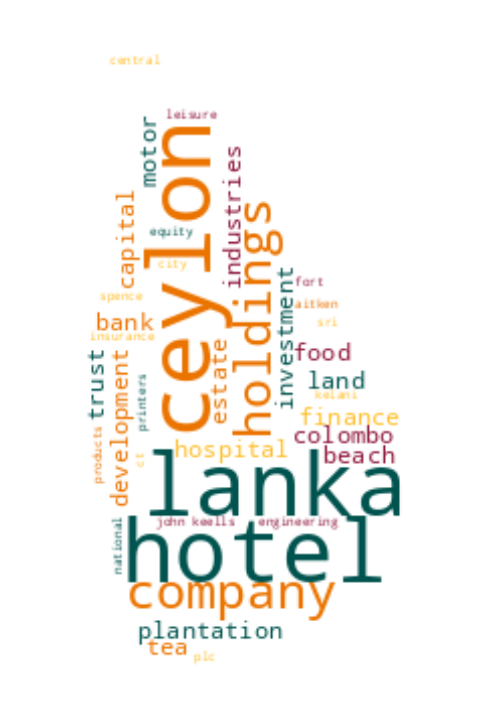 central
leisure
motor
ceylon
industries
capital
holdings
equity
city
investment
fort
spence
aitken
bank
sri
insurance
estate
food
trust
development
land
printers
kelani
finance
products
colombo
hospital
beach
ct
lanka
national
john keells
engineering
hotel
company
plantation
tea
plc